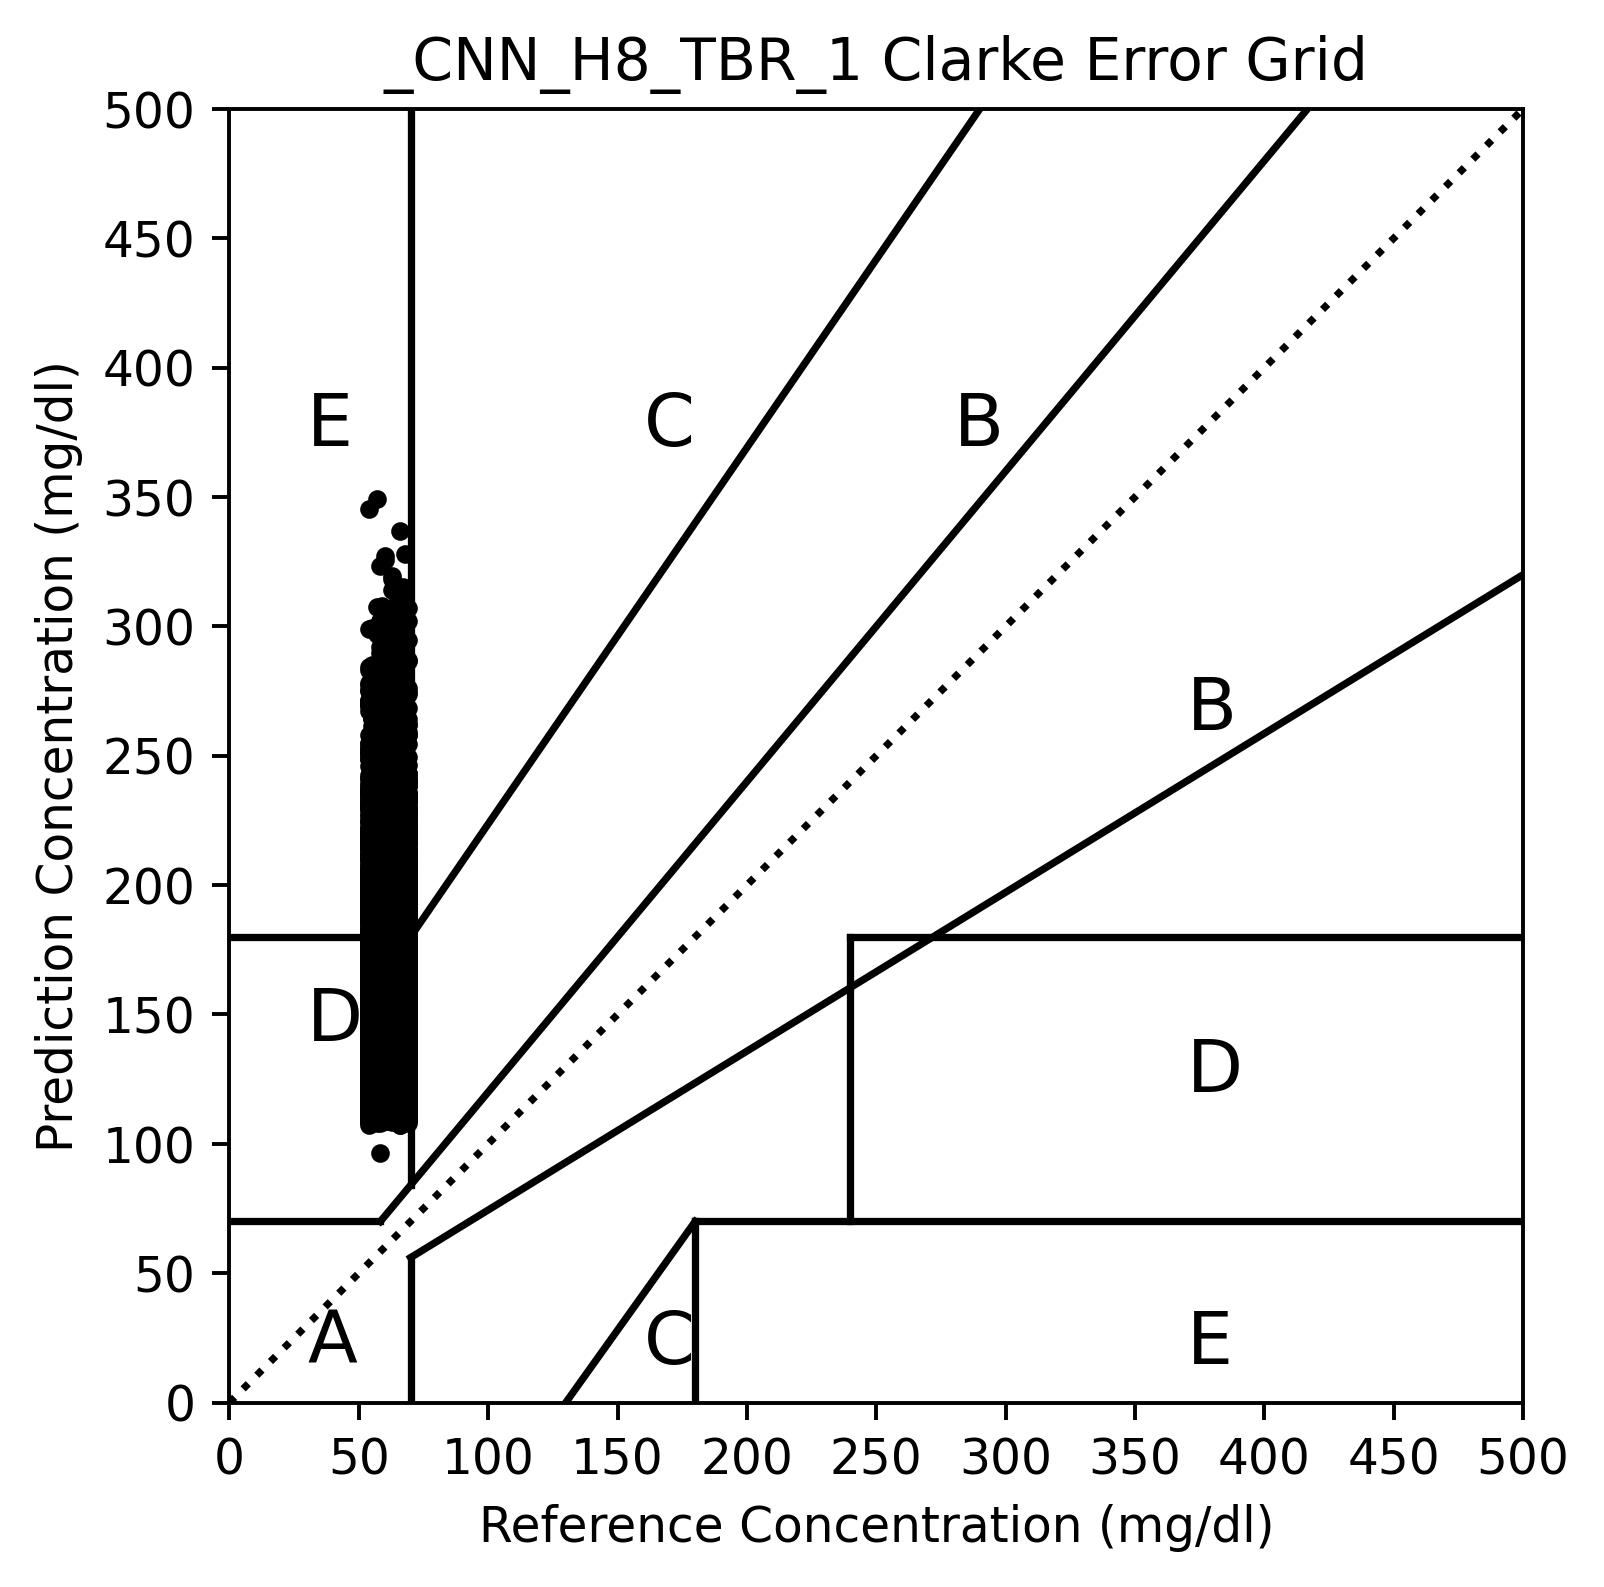 _CNN_H8_TBR_1 Clarke Error Grid
500
450
400
350
300
250
200
150
100
50
0
Prediction Concentration (mg/dl)
E
C
B
B
D
D
A
C
E
0 50 100 150 200 250 300 350 400 450 500
Reference Concentration (mg/dl)